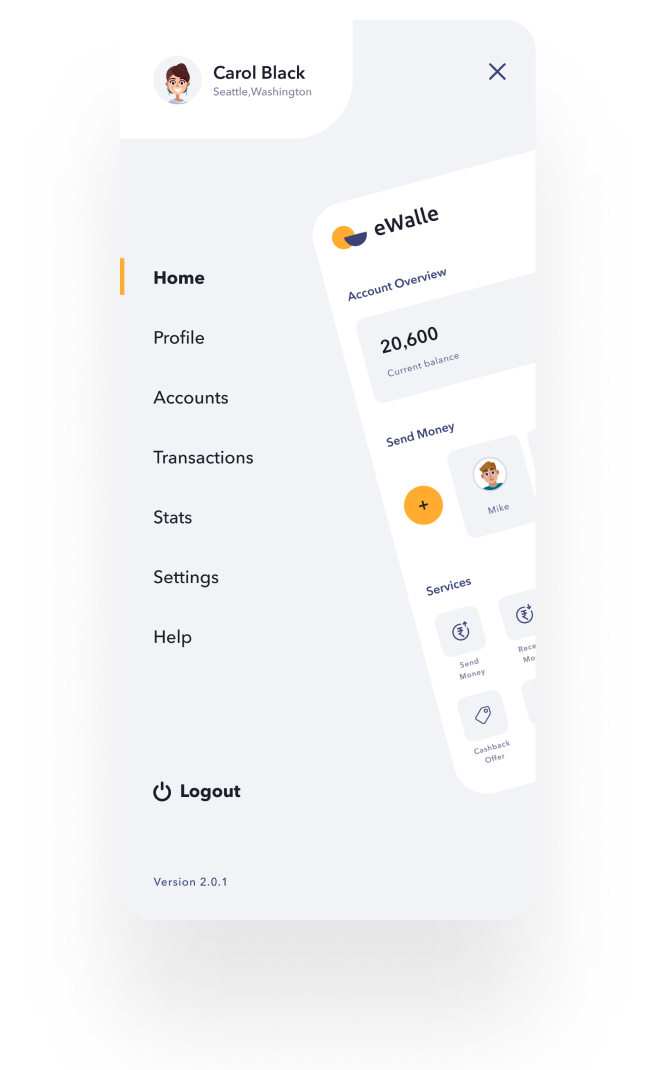 Carol Black
Seattle,Washington
eWalle
Account Overview
20,600
Current balance
Send Money
+
Mike
Services
Send
Money
Rece
Mo
Cashback
Offer
Home
Profile
Accounts
Transactions
Stats
Settings
Help
Logout
Version 2.0.1